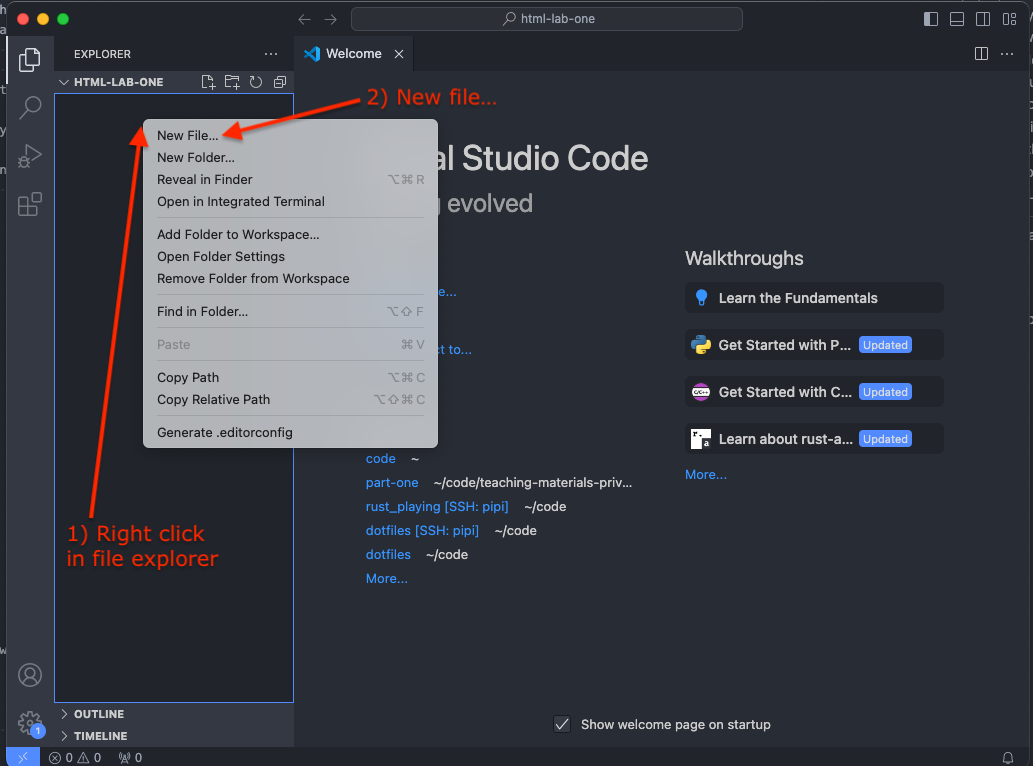 html-lab-one
EXPLORER
Welcome
HTML-LAB-ONE
2) New file...
New File...
New Folder...
Reveal in Finder ⌥⌘R
Open in Integrated Terminal
Add Folder to Workspace...
Open Folder Settings
Remove Folder from Workspace
Find in Folder... ⌥⇧F
Paste ⌘V
Copy Path ⌥⌘C
Copy Relative Path ⌥⇧⌘C
Generate .editorconfig
1) Right click
in file explorer
al Studio Code
evolved
e...
t to...
code ~
part-one ~/code/teaching-materials-priv...
rust_playing [SSH: pipi] ~/code
dotfiles [SSH: pipi] ~/code
dotfiles ~/code
More...
Walkthroughs
Learn the Fundamentals
Get Started with P... Updated
C/C++ Get Started with C... Updated
r. a Learn about rust-a... Updated
More...
Show welcome page on startup
OUTLINE
TIMELINE
1
0 0 0